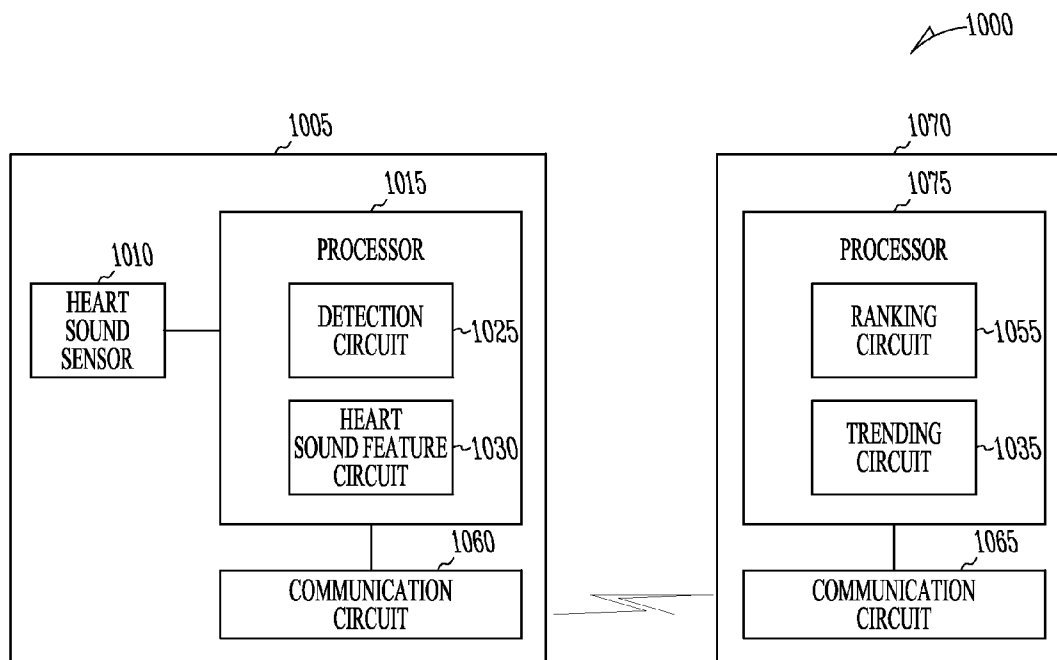 1000
1005
1070
1015
1075
PROCESSOR
PROCESSOR
1010
HEART
SOUND
SENSOR
DETECTION
CIRCUIT
1025
RANKING
CIRCUIT
1055
HEART
SOUND FEATURE
CIRCUIT
1030
TRENDING
CIRCUIT
1035
1060
1065
COMMUNICATION
CIRCUIT
COMMUNICATION
CIRCUIT